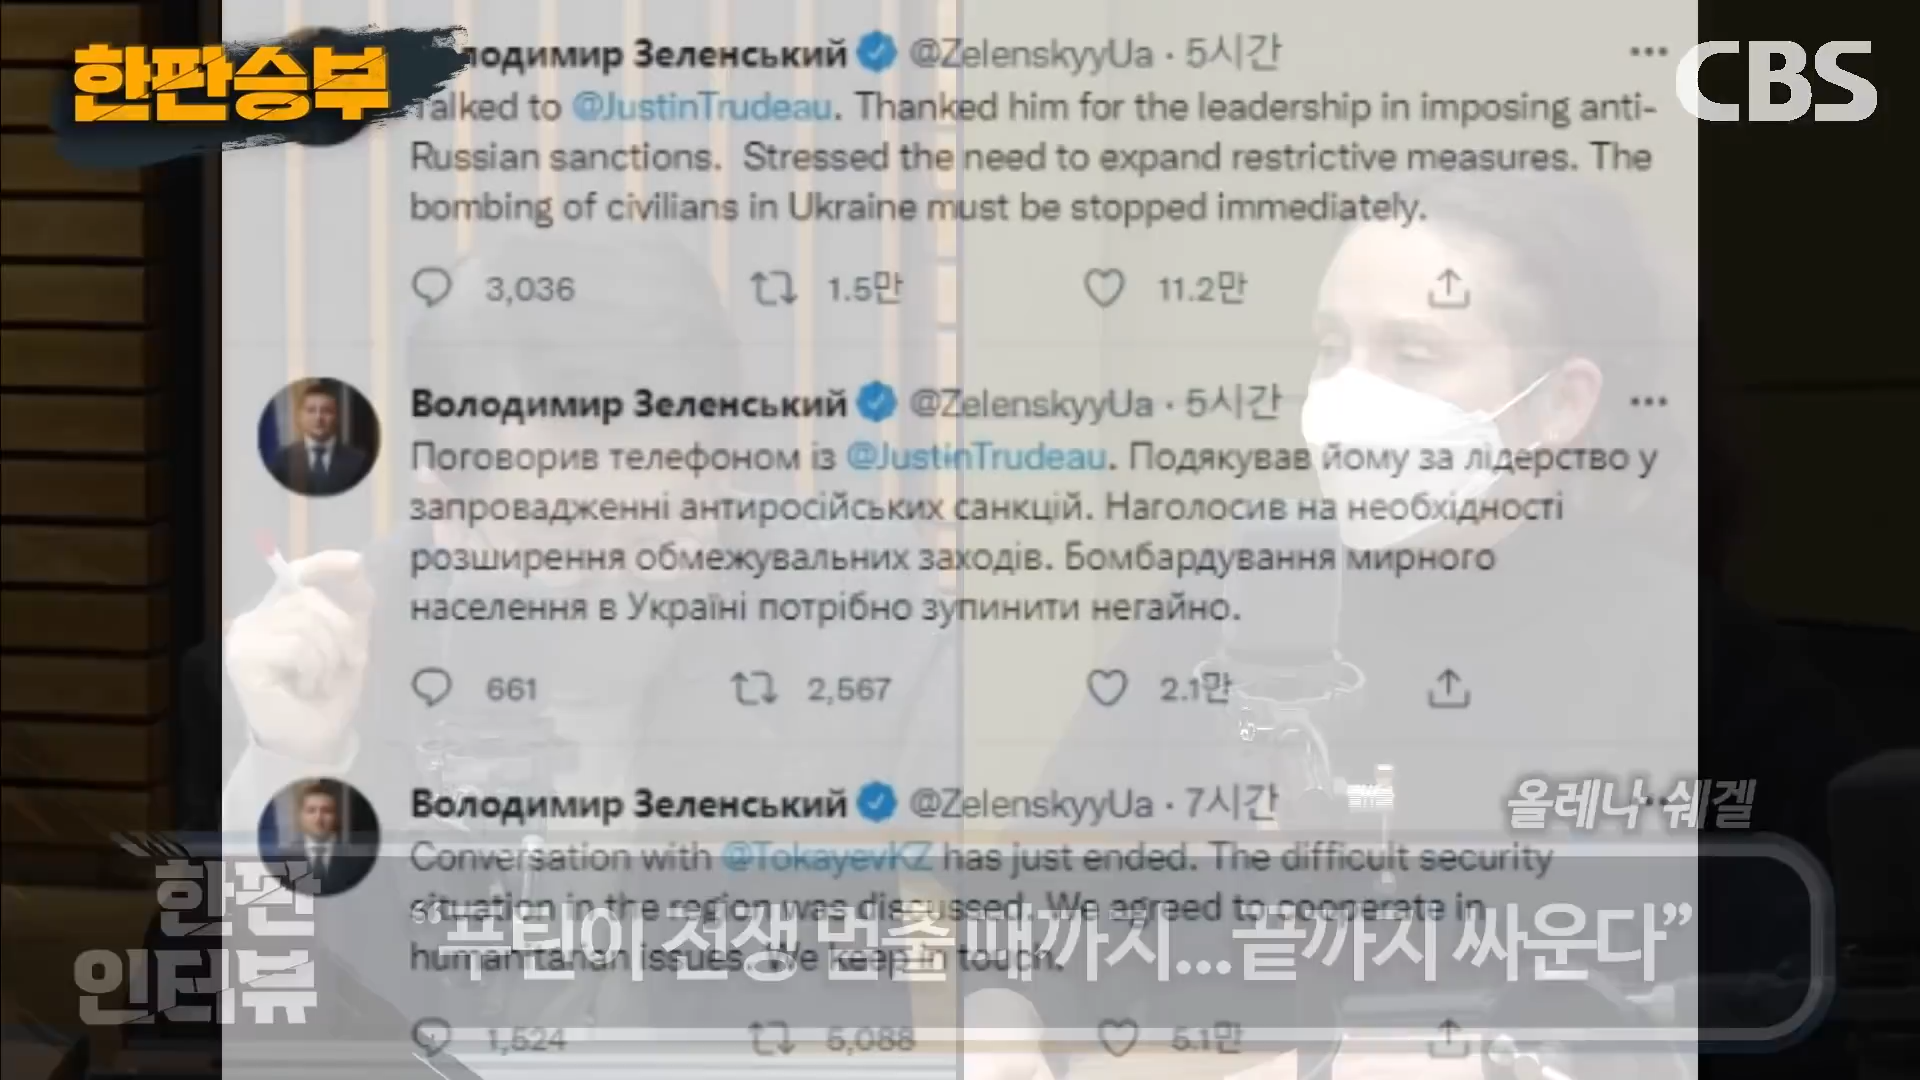 한판승부
CBS
лодимир Зеленський @ZelenskyyUa · 5시간
Talked to @JustinTrudeau. Thanked him for the leadership in imposing anti-
Russian sanctions. Stressed the need to expand restrictive measures. The
bombing of civilians in Ukraine must be stopped immediately.
3,036 1.5만 11.2만
Володимир Зеленський @ZelenskyyUa · 5시간
Поговорив телефоном із @JustinTrudeau. Подякував йому за лідерство у
запровадженні антиросійських санкцій. Наголосив на необхідності
розширення обмежувальних заходів. Бомбардування мирного
населення в Україні потрібно зупинити негайно.
661 2,567 2.1만
Володимир Зеленський @ZelenskyyUa · 7시간
Conversation with @TokayevKZ has just ended. The difficult security
situation in the region was discussed. We agreed to cooperate in
humanitarian issues. We keep in touch.
1,524 5,088 5.1만
올레나 쉐겔
한판
인터뷰
“푸틴이 전쟁 멈출 때까지...끝까지 싸운다”